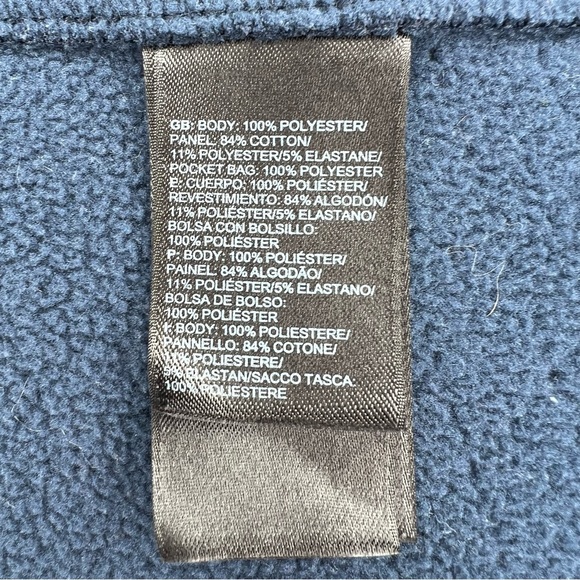 GB: BODY: 100% POLYESTER/
PANEL: 84% COTTON/
11% POLYESTER/5% ELASTANE/
POCKET BAG: 100% POLYESTER
E: CUERPO: 100% POLIÉSTER/
REVESTIMIENTO: 84% ALGODÓN/
11% POLIÉSTER/5% ELASTANO/
BOLSA CON BOLSILLO:
100% POLIÉSTER
P: BODY: 100% POLIÉSTER/
PAINEL: 84% ALGODÃO/
11% POLIÉSTER/5% ELASTANO/
BOLSA DE BOLSO:
100% POLIÉSTER
I: BODY: 100% POLIESTERE/
PANNELLO: 84% COTONE/
11% POLIESTERE/
5% ELASTAN/SACCO TASCA:
100% POLIESTERE